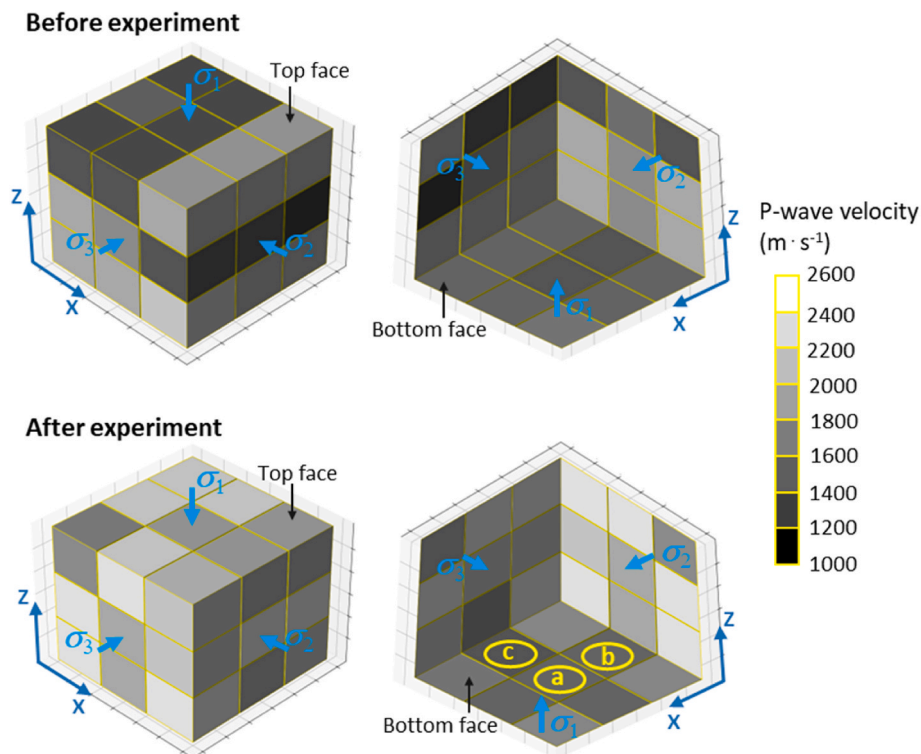 Before experiment
σ1
Top face
Z
σ3
σ2
X
σ3
σ2
Z
Bottom face
σ1
X
P-wave velocity
(m · s-1)
2600
2400
2200
2000
1800
1600
1400
1200
1000
After experiment
σ1
Top face
Z
σ3
σ2
X
σ3
σ2
Z
c
b
a
Bottom face
σ1
X